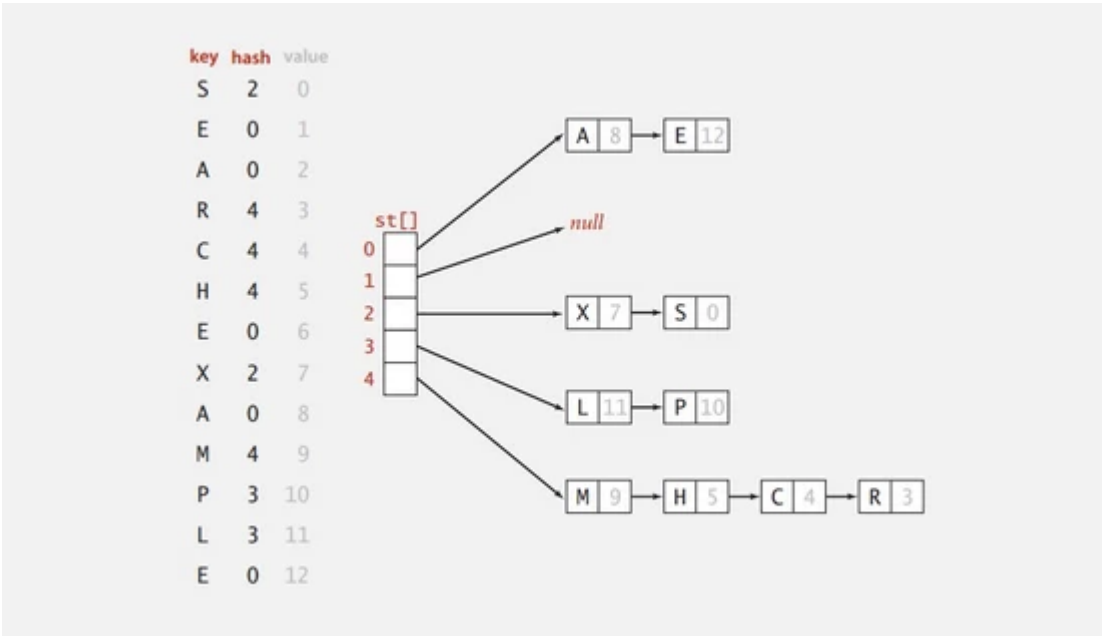 key hash value
S 2 0
E 0 1
A 0 2
R 4 3
C 4 4
H 4 5
E 0 6
X 2 7
A 0 8
M 4 9
P 3 10
L 3 11
E 0 12
st[]
0
1
2
3
4
A 8 E 12
null
X 7 S 0
L 11 P 10
M 9 H 5 C 4 R 3